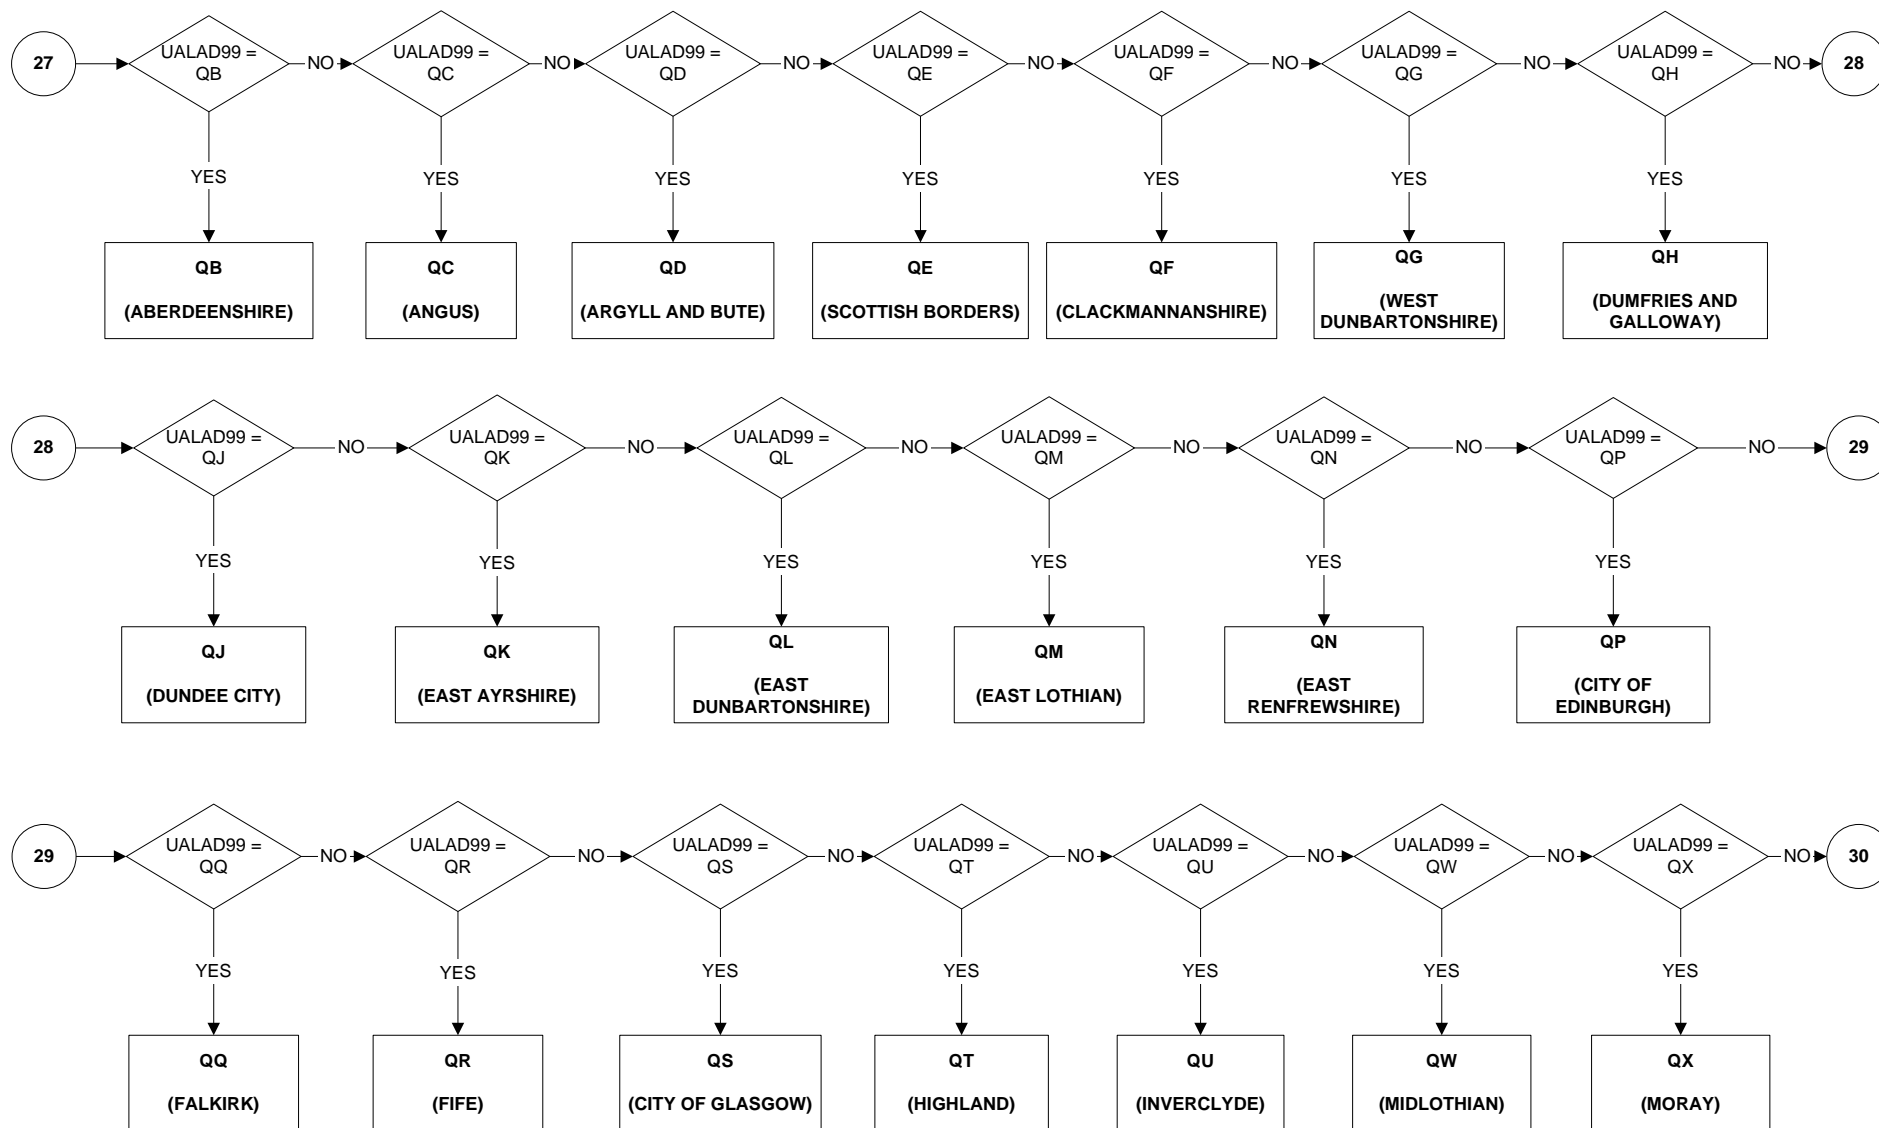 27
UALAD99 =
QB
NO
UALAD99 =
QC
NO
UALAD99 =
QD
NO
UALAD99 =
QE
NO
UALAD99 =
QF
NO
UALAD99 =
QG
NO
UALAD99 =
QH
NO
28
YES
YES
YES
YES
YES
YES
YES
QB
(ABERDEENSHIRE)
QC
(ANGUS)
QD
(ARGYLL AND BUTE)
QE
(SCOTTISH BORDERS)
QF
(CLACKMANNANSHIRE)
QG
(WEST
DUNBARTONSHIRE)
QH
(DUMFRIES AND
GALLOWAY)
28
UALAD99 =
QJ
NO
UALAD99 =
QK
NO
UALAD99 =
QL
NO
UALAD99 =
QM
NO
UALAD99 =
QN
NO
UALAD99 =
QP
NO
29
YES
YES
YES
YES
YES
YES
QJ
(DUNDEE CITY)
QK
(EAST AYRSHIRE)
QL
(EAST
DUNBARTONSHIRE)
QM
(EAST LOTHIAN)
QN
(EAST
RENFREWSHIRE)
QP
(CITY OF
EDINBURGH)
29
UALAD99 =
QQ
NO
UALAD99 =
QR
NO
UALAD99 =
QS
NO
UALAD99 =
QT
NO
UALAD99 =
QU
NO
UALAD99 =
QW
NO
UALAD99 =
QX
NO
30
YES
YES
YES
YES
YES
YES
YES
QQ
(FALKIRK)
QR
(FIFE)
QS
(CITY OF GLASGOW)
QT
(HIGHLAND)
QU
(INVERCLYDE)
QW
(MIDLOTHIAN)
QX
(MORAY)